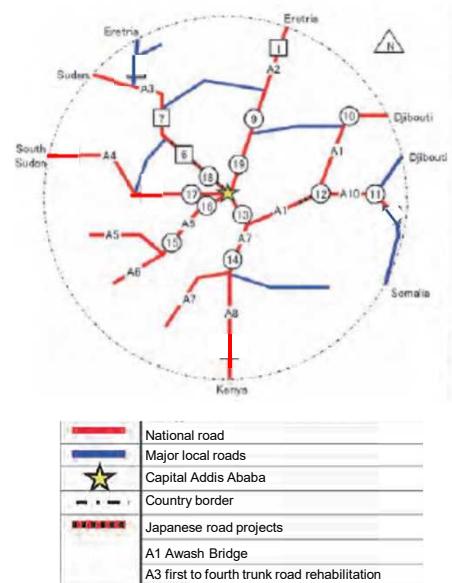 Eretria
Eretria
1
N
A2
Sudan
A3
7
9
10
Djibouti
South
Sudan
A4
6
A1
Djibouti
19
18
17
16
12
A10
11
13
A1
A5
A5
A7
15
A6
14
Somalia
A7
A8
Kenya
National road
Major local roads
Capital Addis Ababa
Country border
Japanese road projects
A1 Awash Bridge
A3 first to fourth trunk road rehabilitation